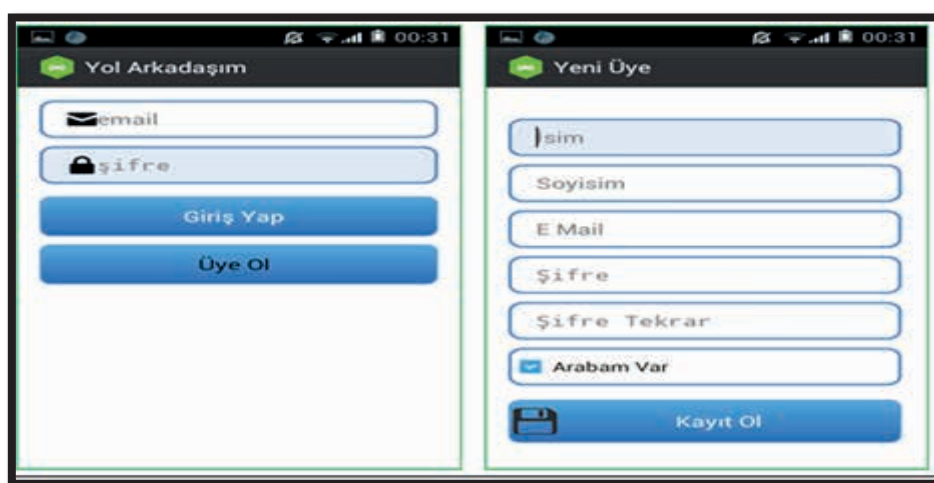 00:31
Yol Arkadaşım
email
şifre
Giriş Yap
Üye Ol
00:31
Yeni Üye
İsim
Soyisim
E Mail
Şifre
Şifre Tekrar
Arabam Var
Kayıt Ol